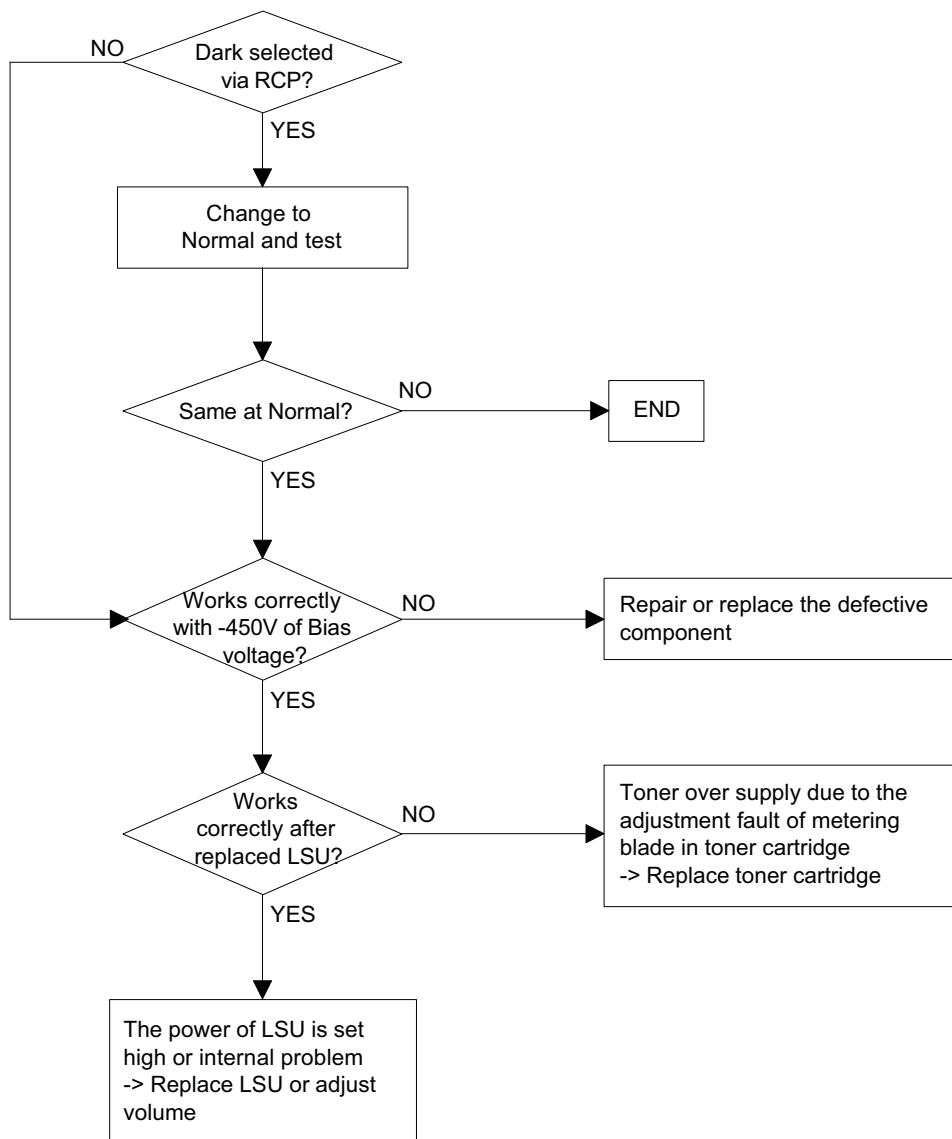 NO
Dark selected
via RCP?
YES
Change to
Normal and test
Same at Normal?
NO
END
YES
Works correctly
with -450V of Bias
voltage?
NO
Repair or replace the defective
component
YES
Works
correctly after
replaced LSU?
NO
Toner over supply due to the
adjustment fault of metering
blade in toner cartridge
-> Replace toner cartridge
YES
The power of LSU is set
high or internal problem
-> Replace LSU or adjust
volume